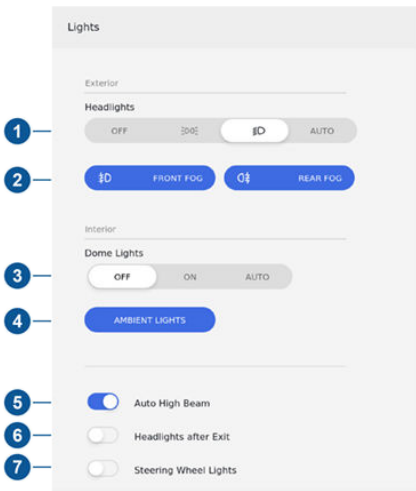 Lights
Exterior
Headlights
1 OFF AUTO
2 FRONT FOG REAR FOG
Interior
Dome Lights
3 OFF ON AUTO
4 AMBIENT LIGHTS
5 Auto High Beam
6 Headlights after Exit
7 Steering Wheel Lights